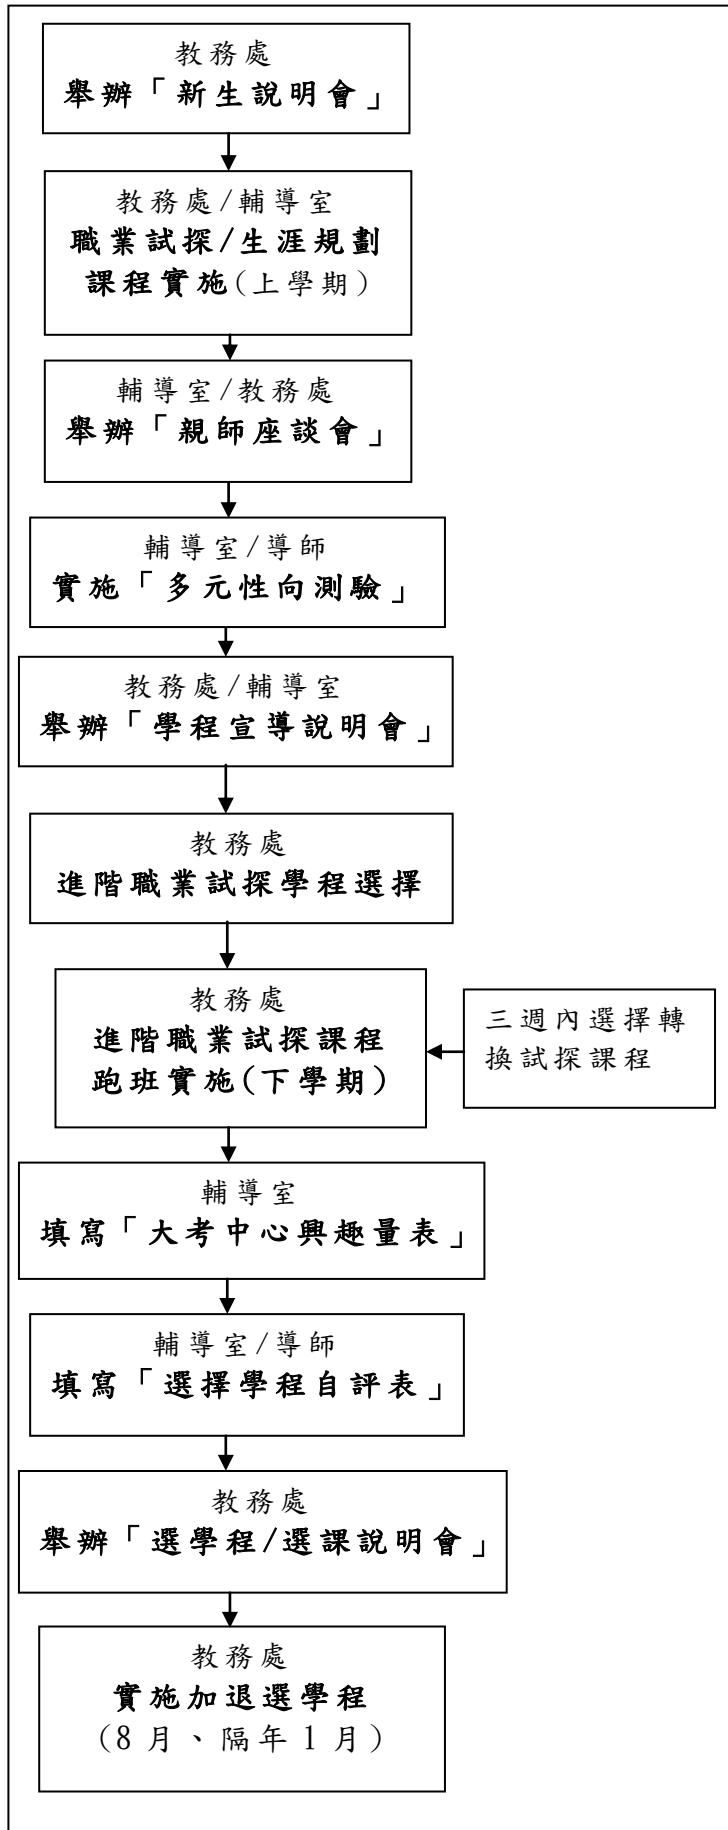 教務處
舉辦「新生說明會」
教務處/輔導室
職業試探/生涯規劃
課程實施(上學期)
輔導室/教務處
舉辦「親師座談會」
輔導室/導師
實施「多元性向測驗」
教務處/輔導室
舉辦「學程宣導說明會」
教務處
進階職業試探學程選擇
教務處
進階職業試探課程
跑班實施(下學期)
三週內選擇轉
換試探課程
輔導室
填寫「大考中心興趣量表」
輔導室/導師
填寫「選擇學程自評表」
教務處
舉辦「選學程/選課說明會」
教務處
實施加退選學程
(8月、隔年1月)